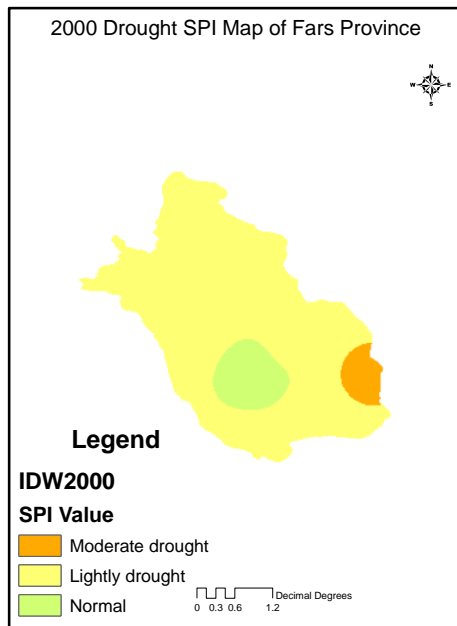 2000 Drought SPI Map of Fars Province
N
W E
S
Legend
IDW2000
SPI Value
Moderate drought
Lightly drought
Normal
Decimal Degrees
0 0.3 0.6 1.2